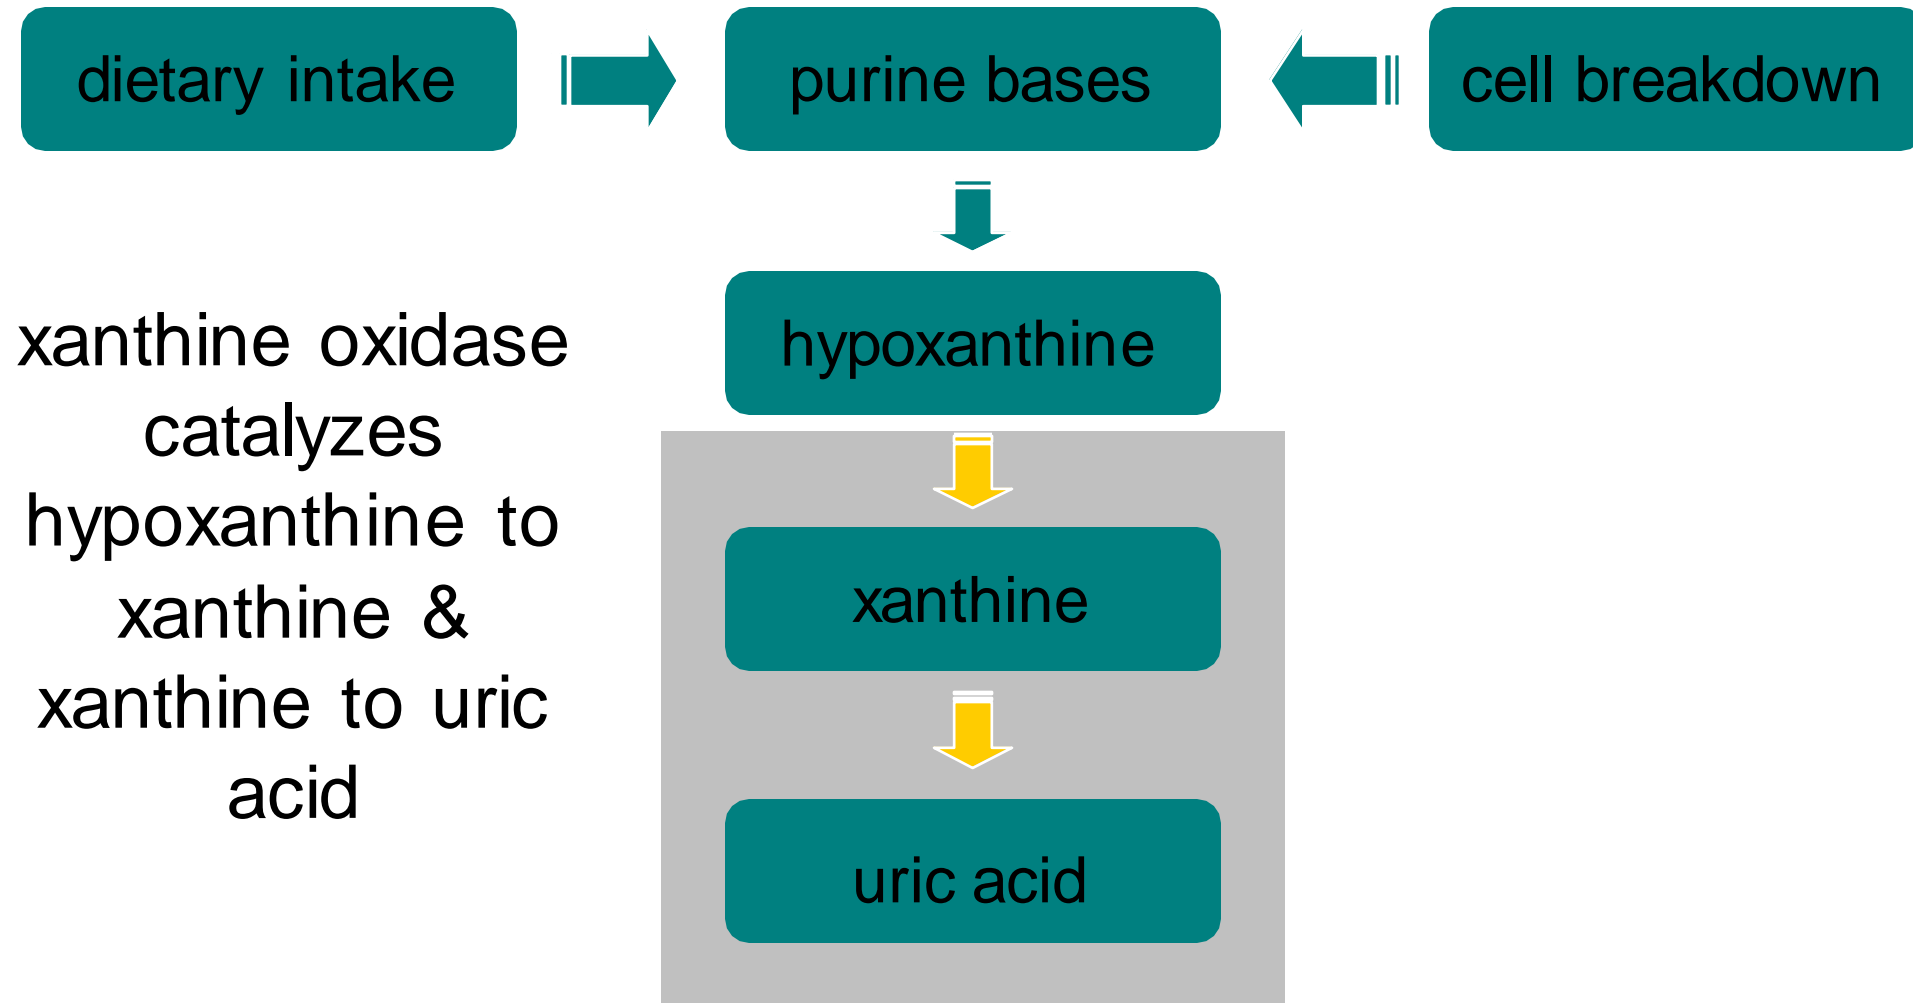 dietary intake
purine bases
cell breakdown
hypoxanthine
xanthine oxidase
catalyzes
hypoxanthine to
xanthine &
xanthine to uric
acid
xanthine
uric acid